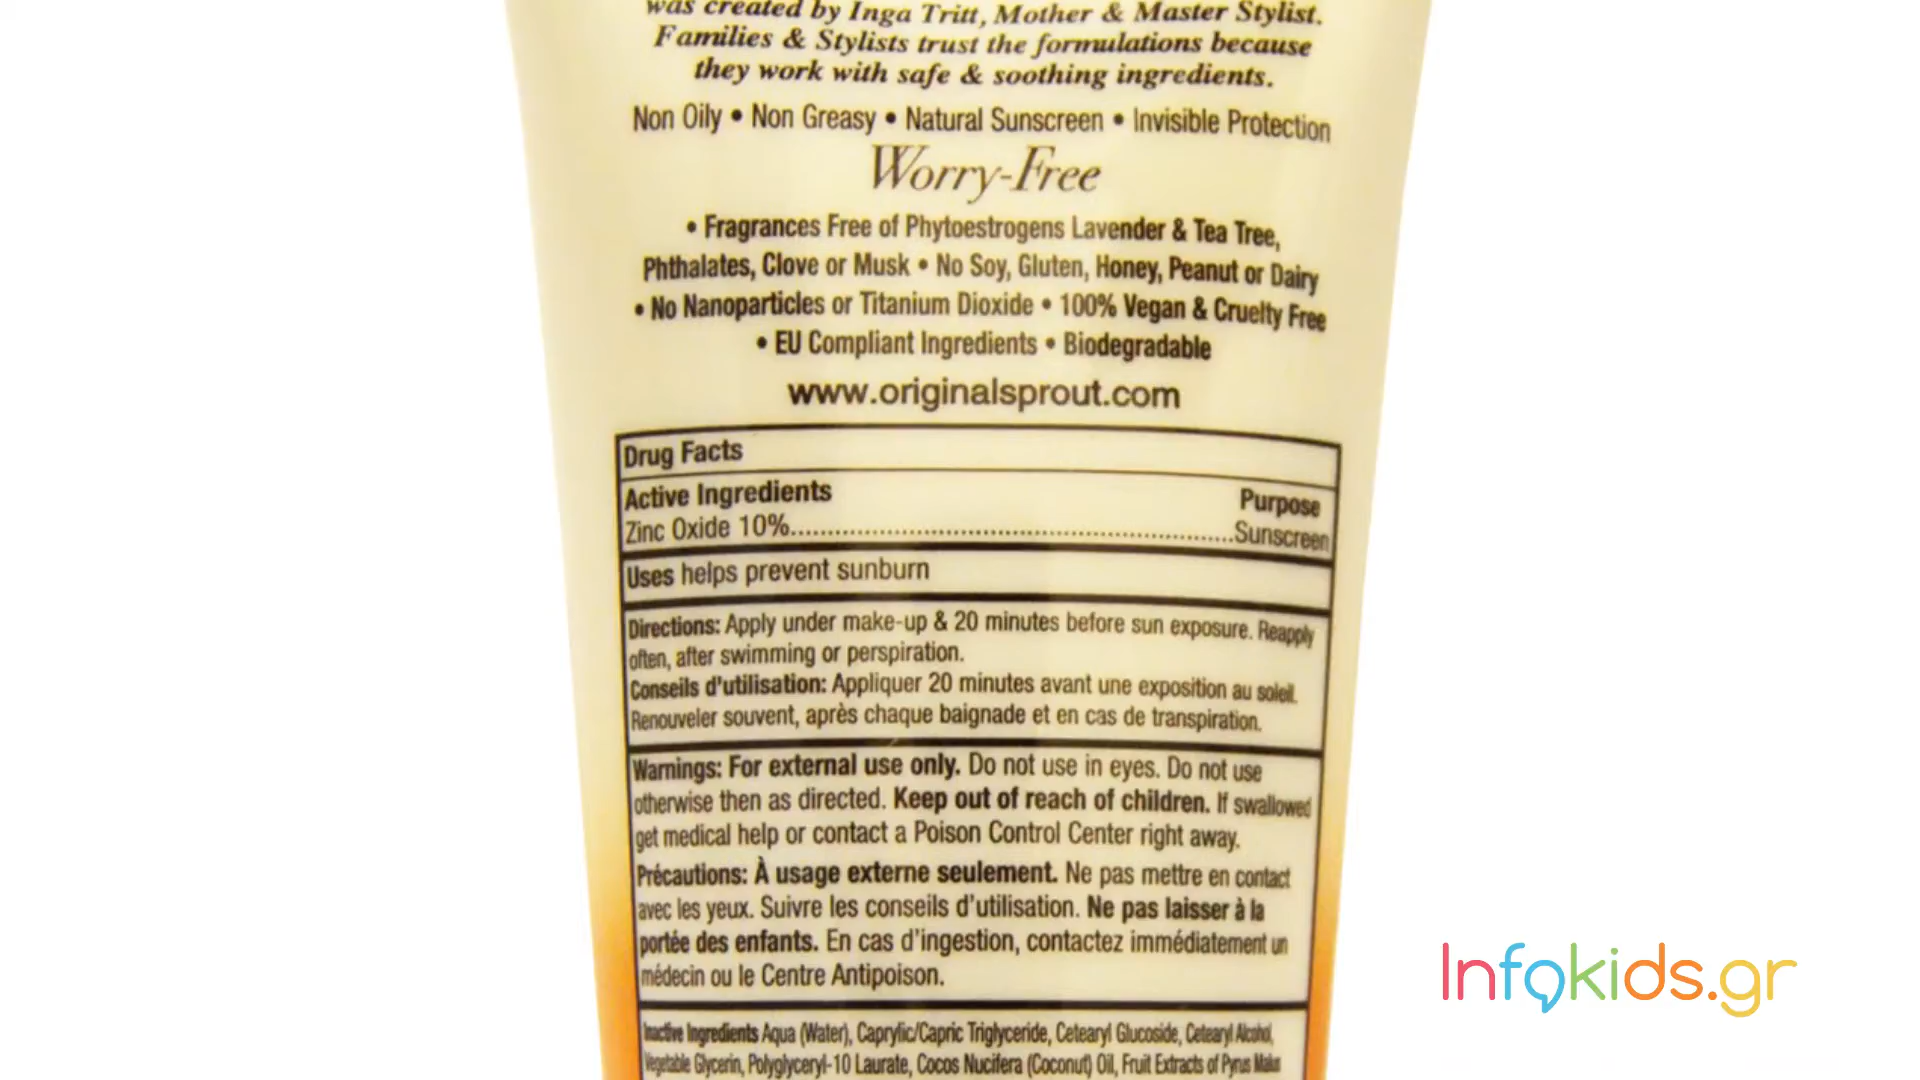 was created by Inga Tritt, Mother & Master Stylist.
Families & Stylists trust the formulations because
they work with safe & soothing ingredients.
Non Oily • Non Greasy • Natural Sunscreen • Invisible Protection
Worry-Free
• Fragrances Free of Phytoestrogens Lavender & Tea Tree,
Phthalates, Clove or Musk • No Soy, Gluten, Honey, Peanut or Dairy
• No Nanoparticles or Titanium Dioxide • 100% Vegan & Cruelty Free
• EU Compliant Ingredients • Biodegradable
www.originalsprout.com
Drug Facts
Active Ingredients Purpose
Zinc Oxide 10%......................................................................Sunscreen
Uses helps prevent sunburn
Directions: Apply under make-up & 20 minutes before sun exposure. Reapply
often, after swimming or perspiration.
Conseils d'utilisation: Appliquer 20 minutes avant une exposition au soleil.
Renouveler souvent, après chaque baignade et en cas de transpiration.
Warnings: For external use only. Do not use in eyes. Do not use
otherwise then as directed. Keep out of reach of children. If swallowed
get medical help or contact a Poison Control Center right away.
Précautions: À usage externe seulement. Ne pas mettre en contact
avec les yeux. Suivre les conseils d'utilisation. Ne pas laisser à la
portée des enfants. En cas d'ingestion, contactez immédiatement un
médecin ou le Centre Antipoison.
Inactive Ingredients Aqua (Water), Caprylic/Capric Triglyceride, Cetearyl Glucoside, Cetearyl Alcohol,
Vegetable Glycerin, Polyglyceryl-10 Laurate, Cocos Nucifera (Coconut) Oil, Fruit Extracts of Pyrus Malus
Infokids.gr